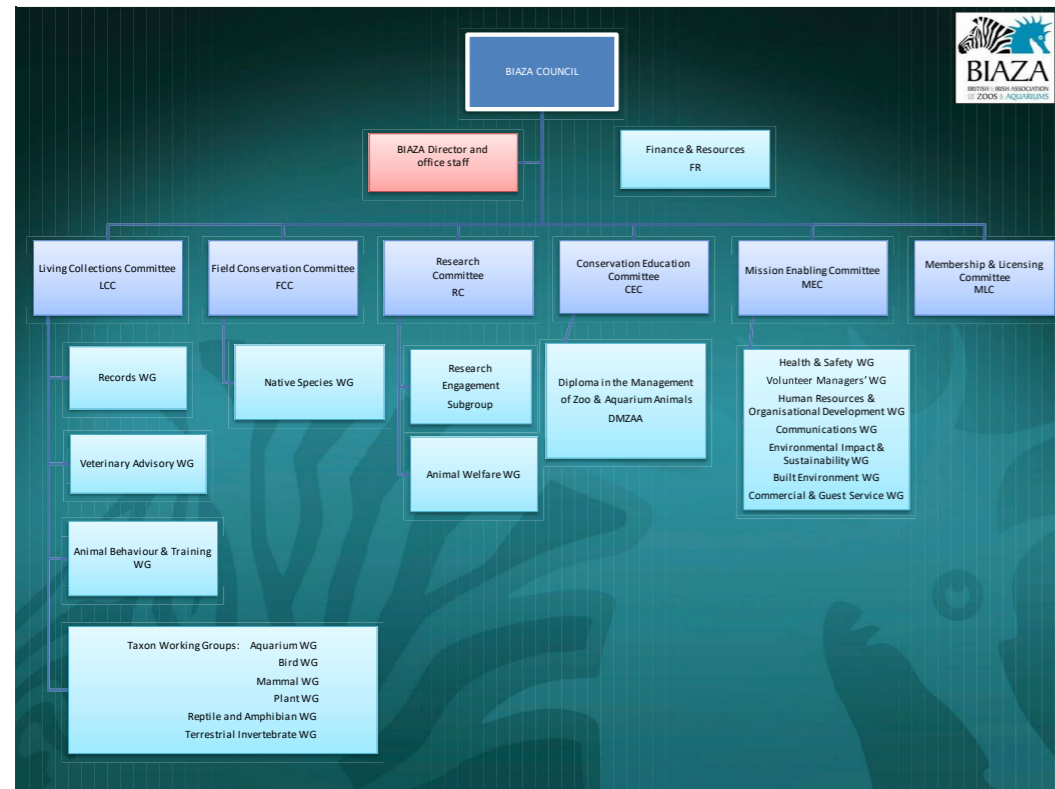 BIAZA
BRITISH & IRISH ASSOCIATION
OF ZOOS & AQUARIUMS
BIAZA COUNCIL
BIAZA Director and
office staff
Finance & Resources
FR
Living Collections Committee
LCC
Field Conservation Committee
FCC
Research
Committee
RC
Conservation Education
Committee
CEC
Mission Enabling Committee
MEC
Membership & Licensing
Committee
MLC
Records WG
Veterinary Advisory WG
Animal Behaviour & Training
WG
Taxon Working Groups: Aquarium WG
Bird WG
Mammal WG
Plant WG
Reptile and Amphibian WG
Terrestrial Invertebrate WG
Native Species WG
Research
Engagement
Subgroup
Animal Welfare WG
Diploma in the Management
of Zoo & Aquarium Animals
DMZAA
Health & Safety WG
Volunteer Managers' WG
Human Resources &
Organisational Development WG
Communications WG
Environmental Impact &
Sustainability WG
Built Environment WG
Commercial & Guest Service WG